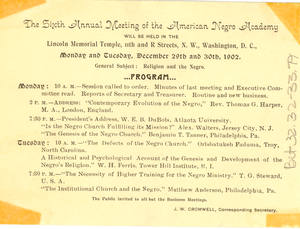 The Sixth Annual Meeting of the American Negro Academy
WILL BE HELD IN THE
Lincoln Memorial Temple, 11th and R Streets, N. W., Washington, D. C.,
Monday and Tuesday, December 29th and 30th, 1902.
General Subject: Religion and the Negro.
...PROGRAM...
Monday: 10 A. M.—Session called to order. Minutes of last meeting and Executive Com-
mittee read. Reports of Secretary and Treasurer. Routine and new business.
2 P. M.—Address: "Contemporary Evolution of the Negro," Rev. Thomas G. Harper,
M. A., London, England.
7:30 P. M.—President's Address, W. E. B. DuBois, Atlanta University.
"Is the Negro Church Fulfilling its Mission?" Alex. Walters, Jersey City, N. J.
"The Genesis of the Negro Church," Benjamin T. Tanner, Philadelphia, Pa.
Tuesday: 10 A. M.—"The Defects of the Negro Church." Orishatukeh Faduma, Troy,
North Carolina.
A Historical and Psychological Account of the Genesis and Development of the
Negro's Religion." W. H. Ferris, Tower Hill Institute, Va.
7:30 P. M.—"The Necessity of Higher Training for the Negro Ministry." T. G. Steward,
U. S. A.
"The Institutional Church and the Negro." Matthew Anderson, Philadelphia, Pa.
The Public invited to all but the Business Meetings.
J. W. CROMWELL, Corresponding Secretary.